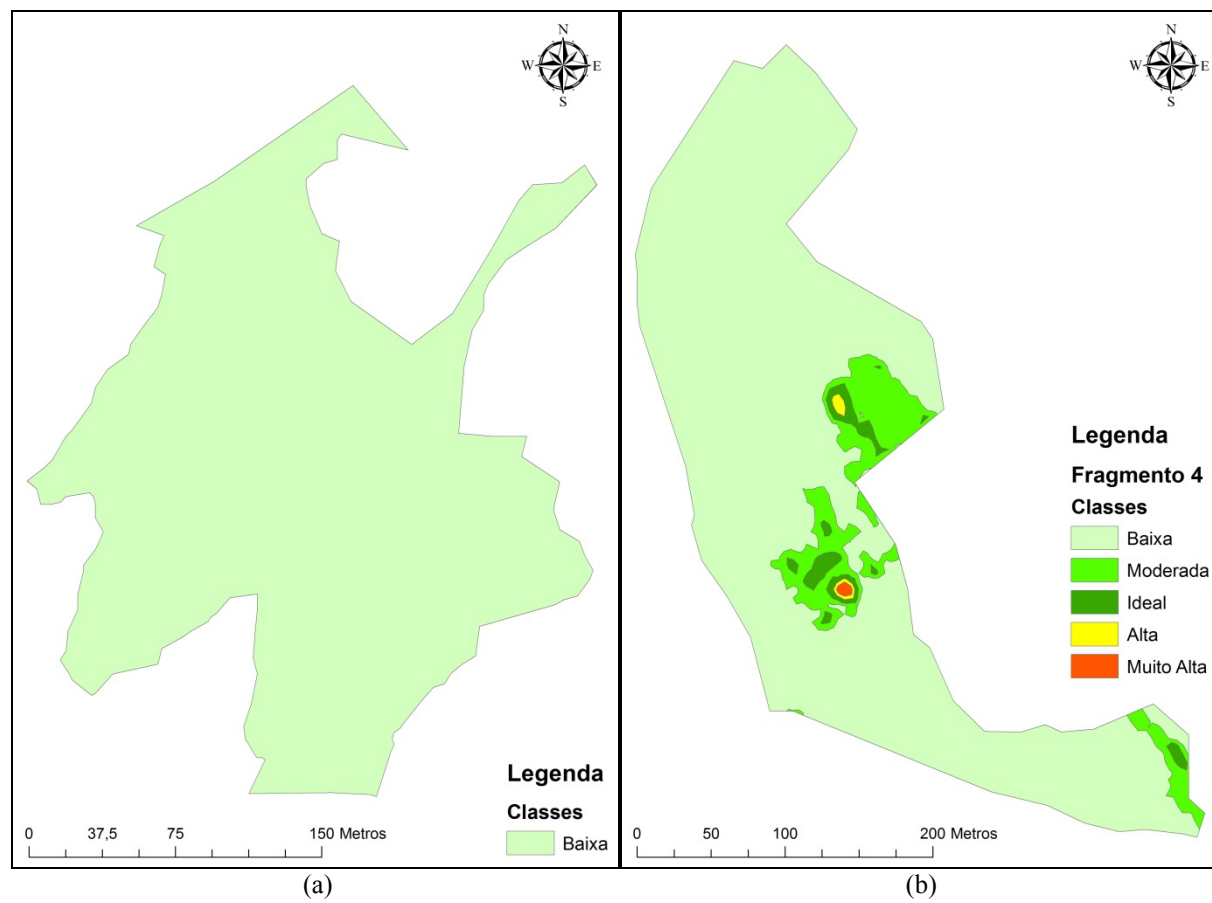 N
W E
S
Legenda
Classes
Baixa
0 37,5 75 150 Metros
(a)
N
W E
S
Legenda
Fragmento 4
Classes
Baixa
Moderada
Ideal
Alta
Muito Alta
0 50 100 200 Metros
(b)